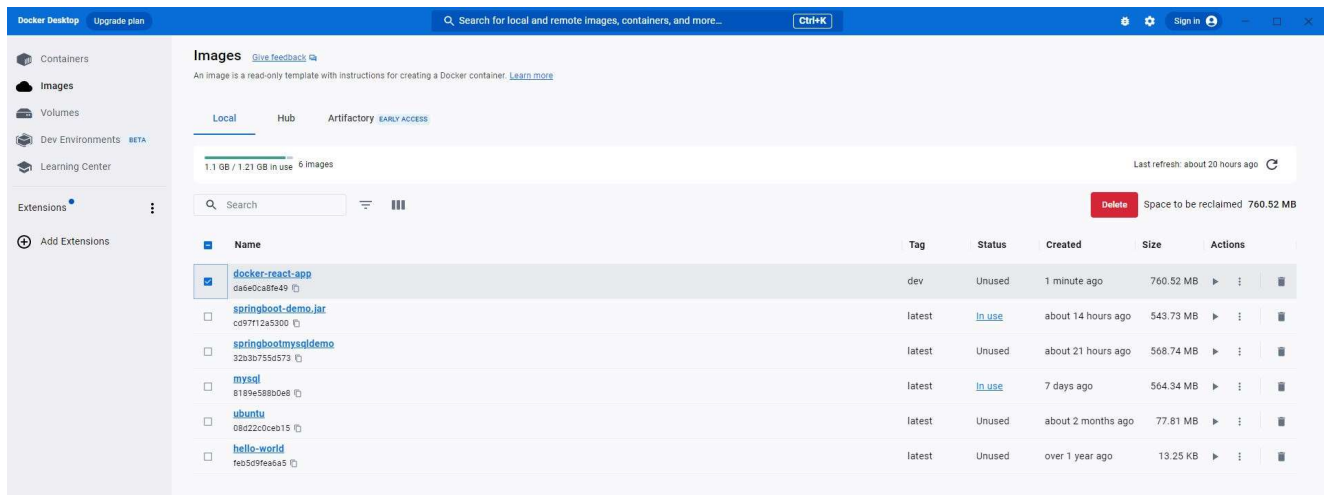 Docker Desktop Upgrade plan Search for local and remote images, containers, and more... Ctrl+K Sign in
Containers
Images
Volumes
Dev Environments BETA
Learning Center
Extensions
Add Extensions
Images Give feedback
An image is a read-only template with instructions for creating a Docker container. Learn more
Local Hub Artifactory EARLY ACCESS
1.1 GB / 1.21 GB in use 6 images Last refresh: about 20 hours ago
Search Delete Space to be reclaimed 760.52 MB
Name Tag Status Created Size Actions
docker-react-app dev Unused 1 minute ago 760.52 MB
da6e0ca8fe49
springboot-demo.jar latest In use about 14 hours ago 543.73 MB
cd97f12a5300
springbootmysqldemo latest Unused about 21 hours ago 568.74 MB
32b3b755d573
mysql latest In use 7 days ago 564.34 MB
8189e588b0e8
ubuntu latest Unused about 2 months ago 77.81 MB
08d22c0ceb15
hello-world latest Unused over 1 year ago 13.25 KB
feb5d9fea6a5